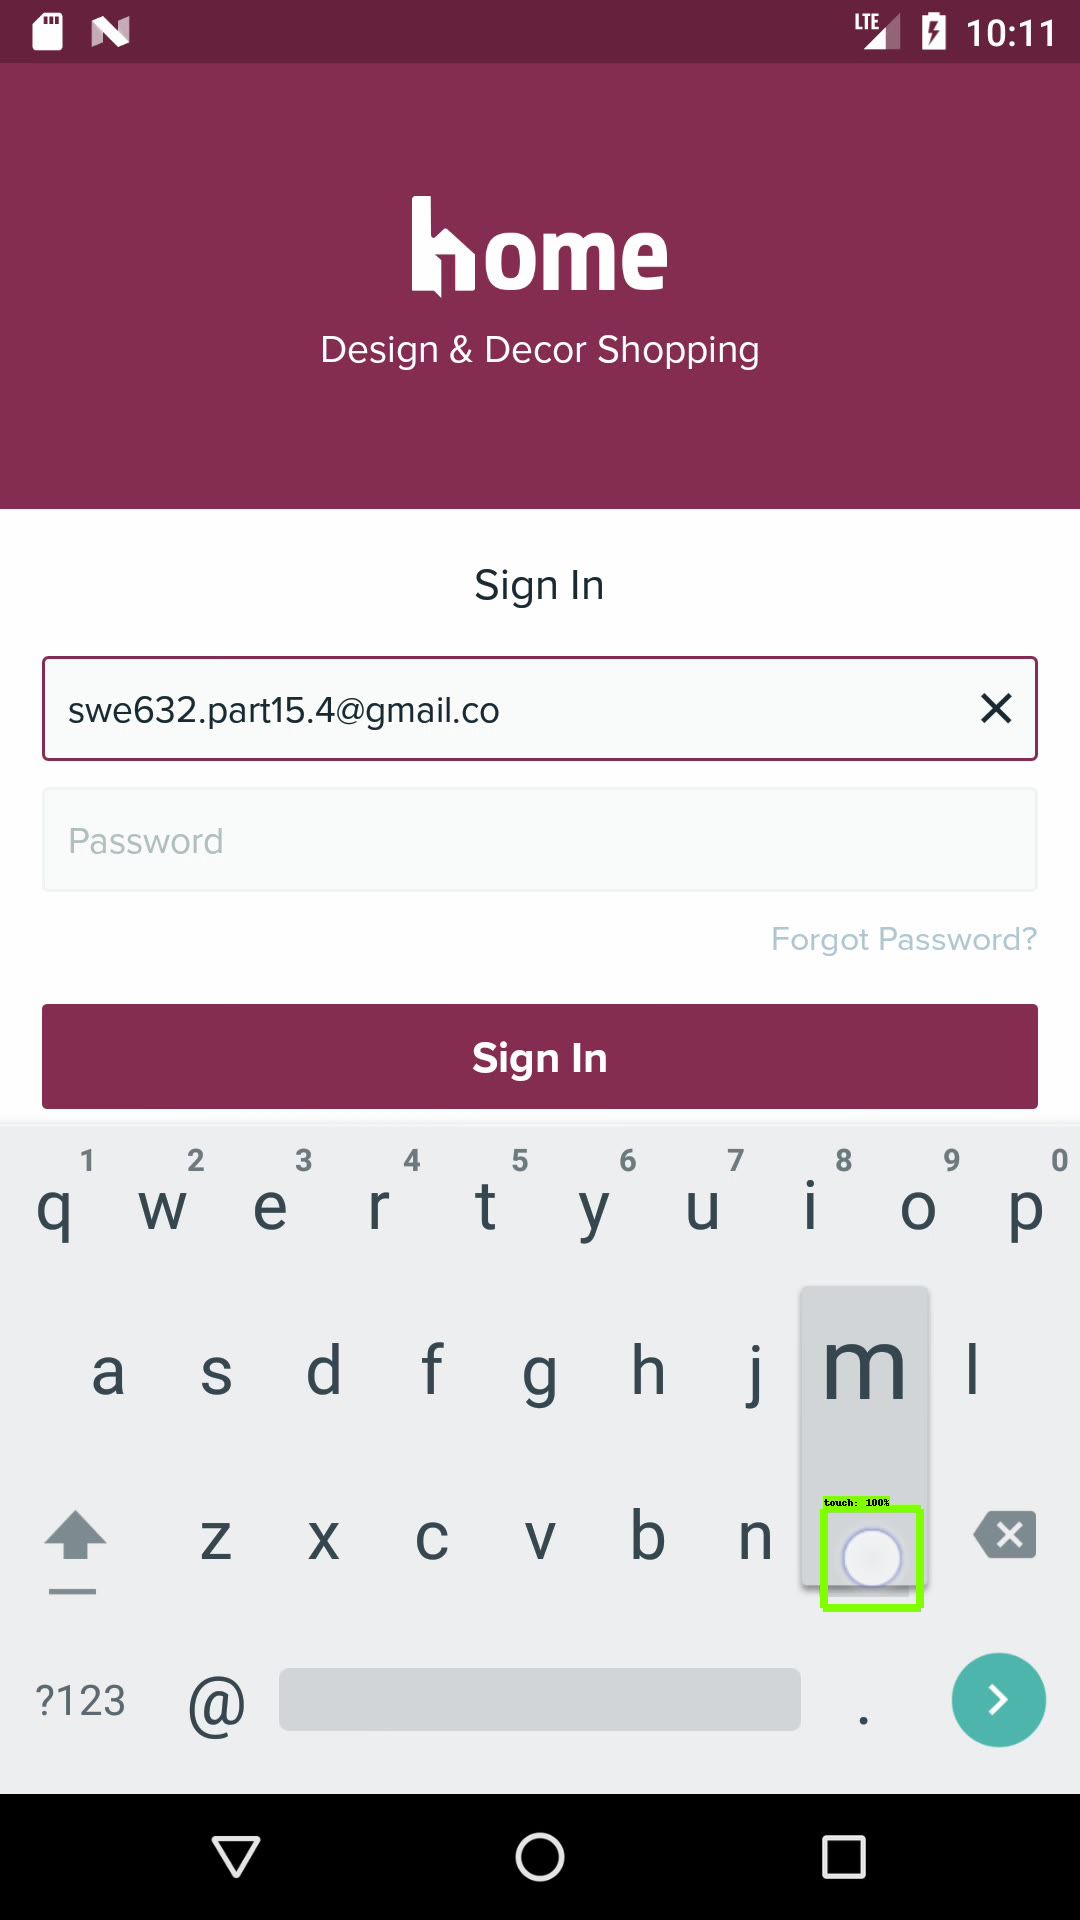 LTE 10:11
home
Design & Decor Shopping
Sign In
swe632.part15.4@gmail.co
Password
Forgot Password?
Sign In
1 2 3 4 5 6 7 8 9 0
q w e r t y u i o p
a s d f g h j m l
touch: 100%
z x c v b n
?123 @ .